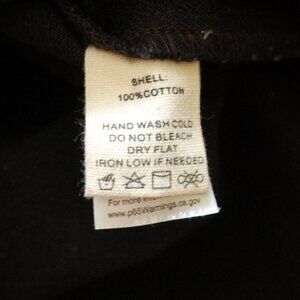 SHELL:
100%COTTON
HAND WASH COLD
DO NOT BLEACH
DRY FLAT
IRON LOW IF NEEDED
For more
www.p65Warnings.ca.gov